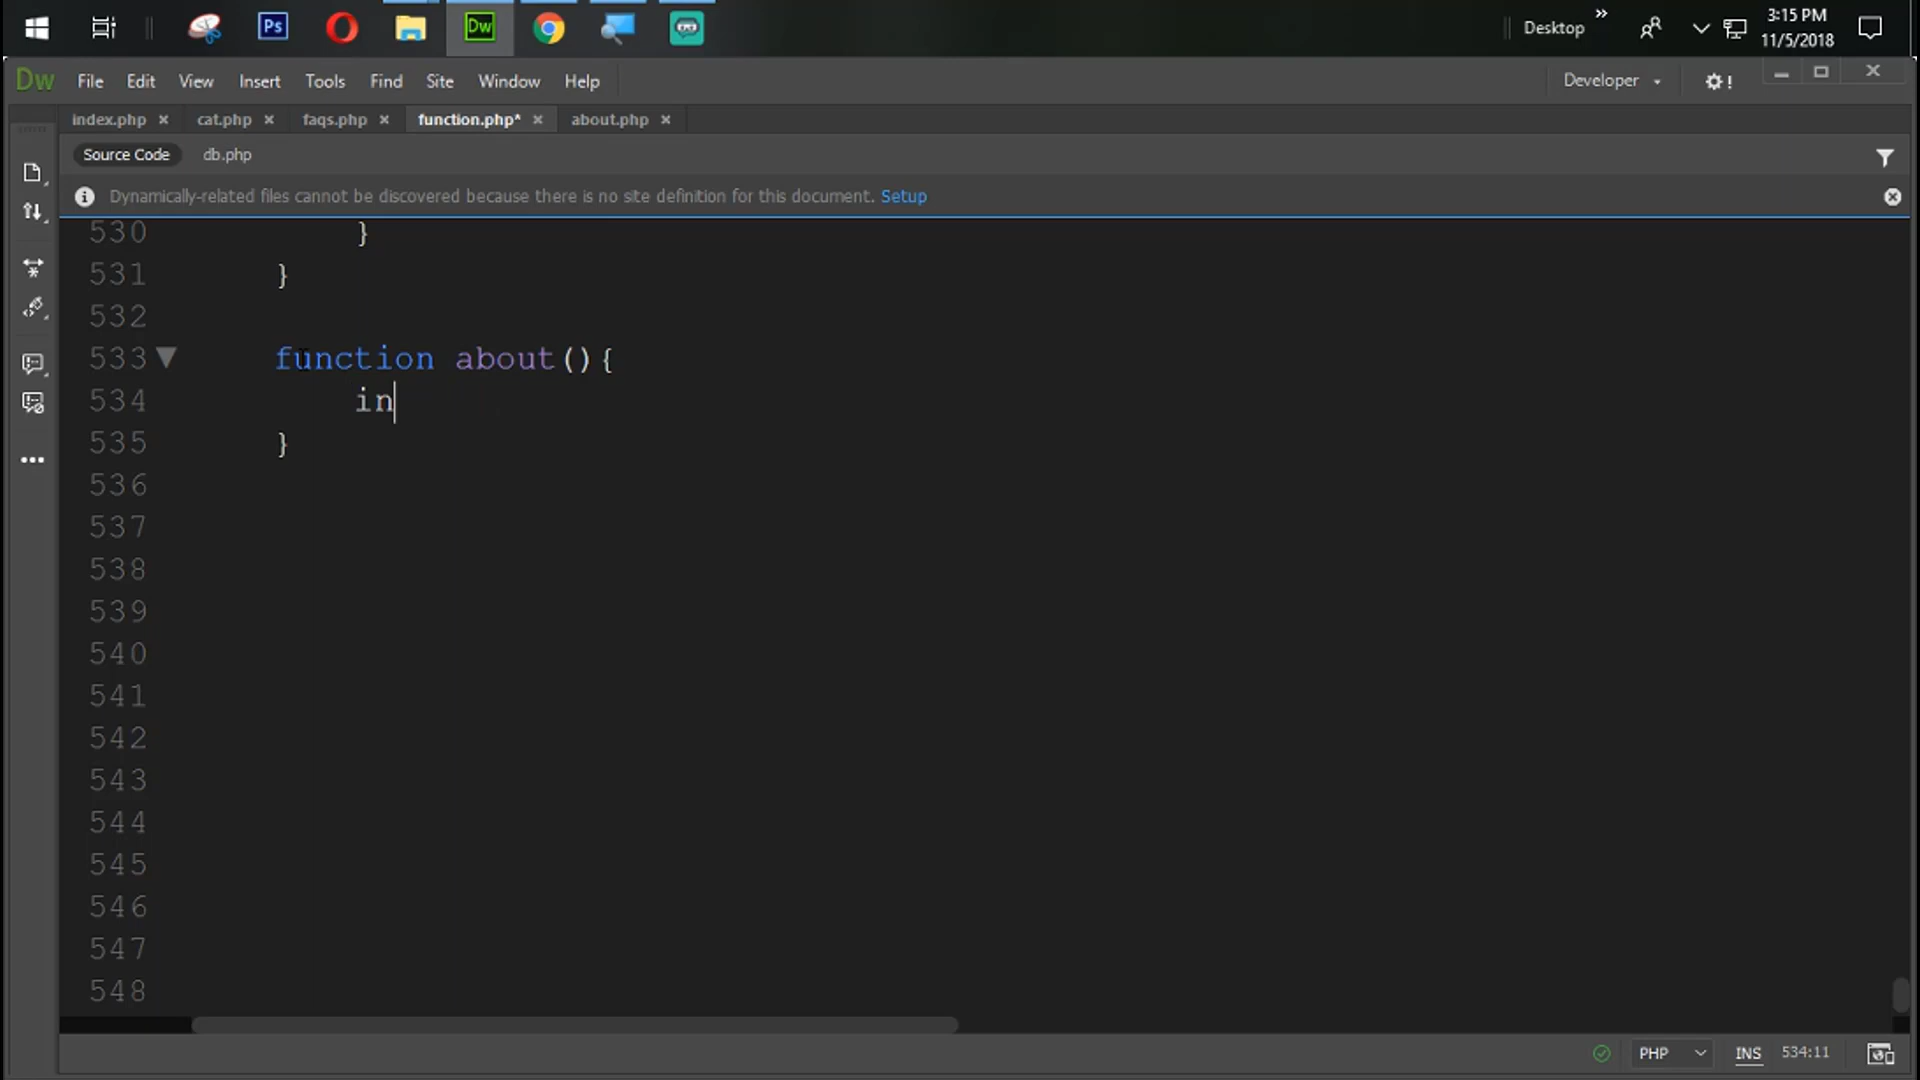 Ps
Dw
Desktop
»
3:15 PM
11/5/2018
Dw File Edit View Insert Tools Find Site Window Help
Developer
!
index.php × cat.php × faqs.php × function.php* × about.php ×
Source Code db.php
Dynamically-related files cannot be discovered because there is no site definition for this document. Setup
530 }
531 }
532
533 function about(){
534 in
535 }
536
537
538
539
540
541
542
543
544
545
546
547
548
PHP INS 534:11